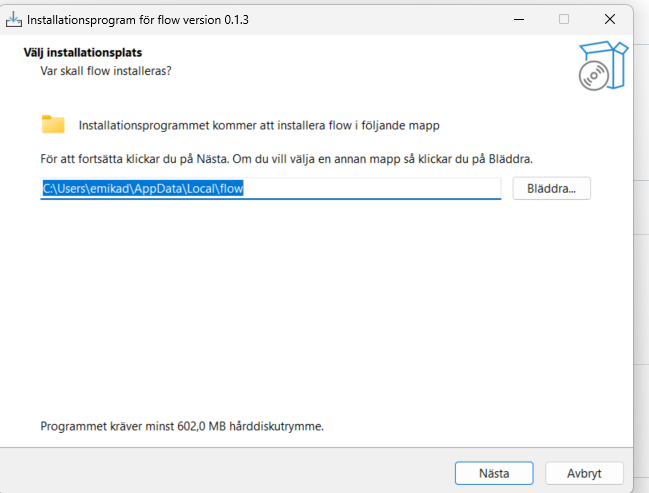 Installationsprogram för flow version 0.1.3
Välj installationsplats
Var skall flow installeras?
Installationsprogrammet kommer att installera flow i följande mapp
För att fortsätta klickar du på Nästa. Om du vill välja en annan mapp så klickar du på Bläddra.
C:\Users\emikad\AppData\Local\flow
Bläddra...
Programmet kräver minst 602,0 MB hårddiskutrymme.
Nästa
Avbryt